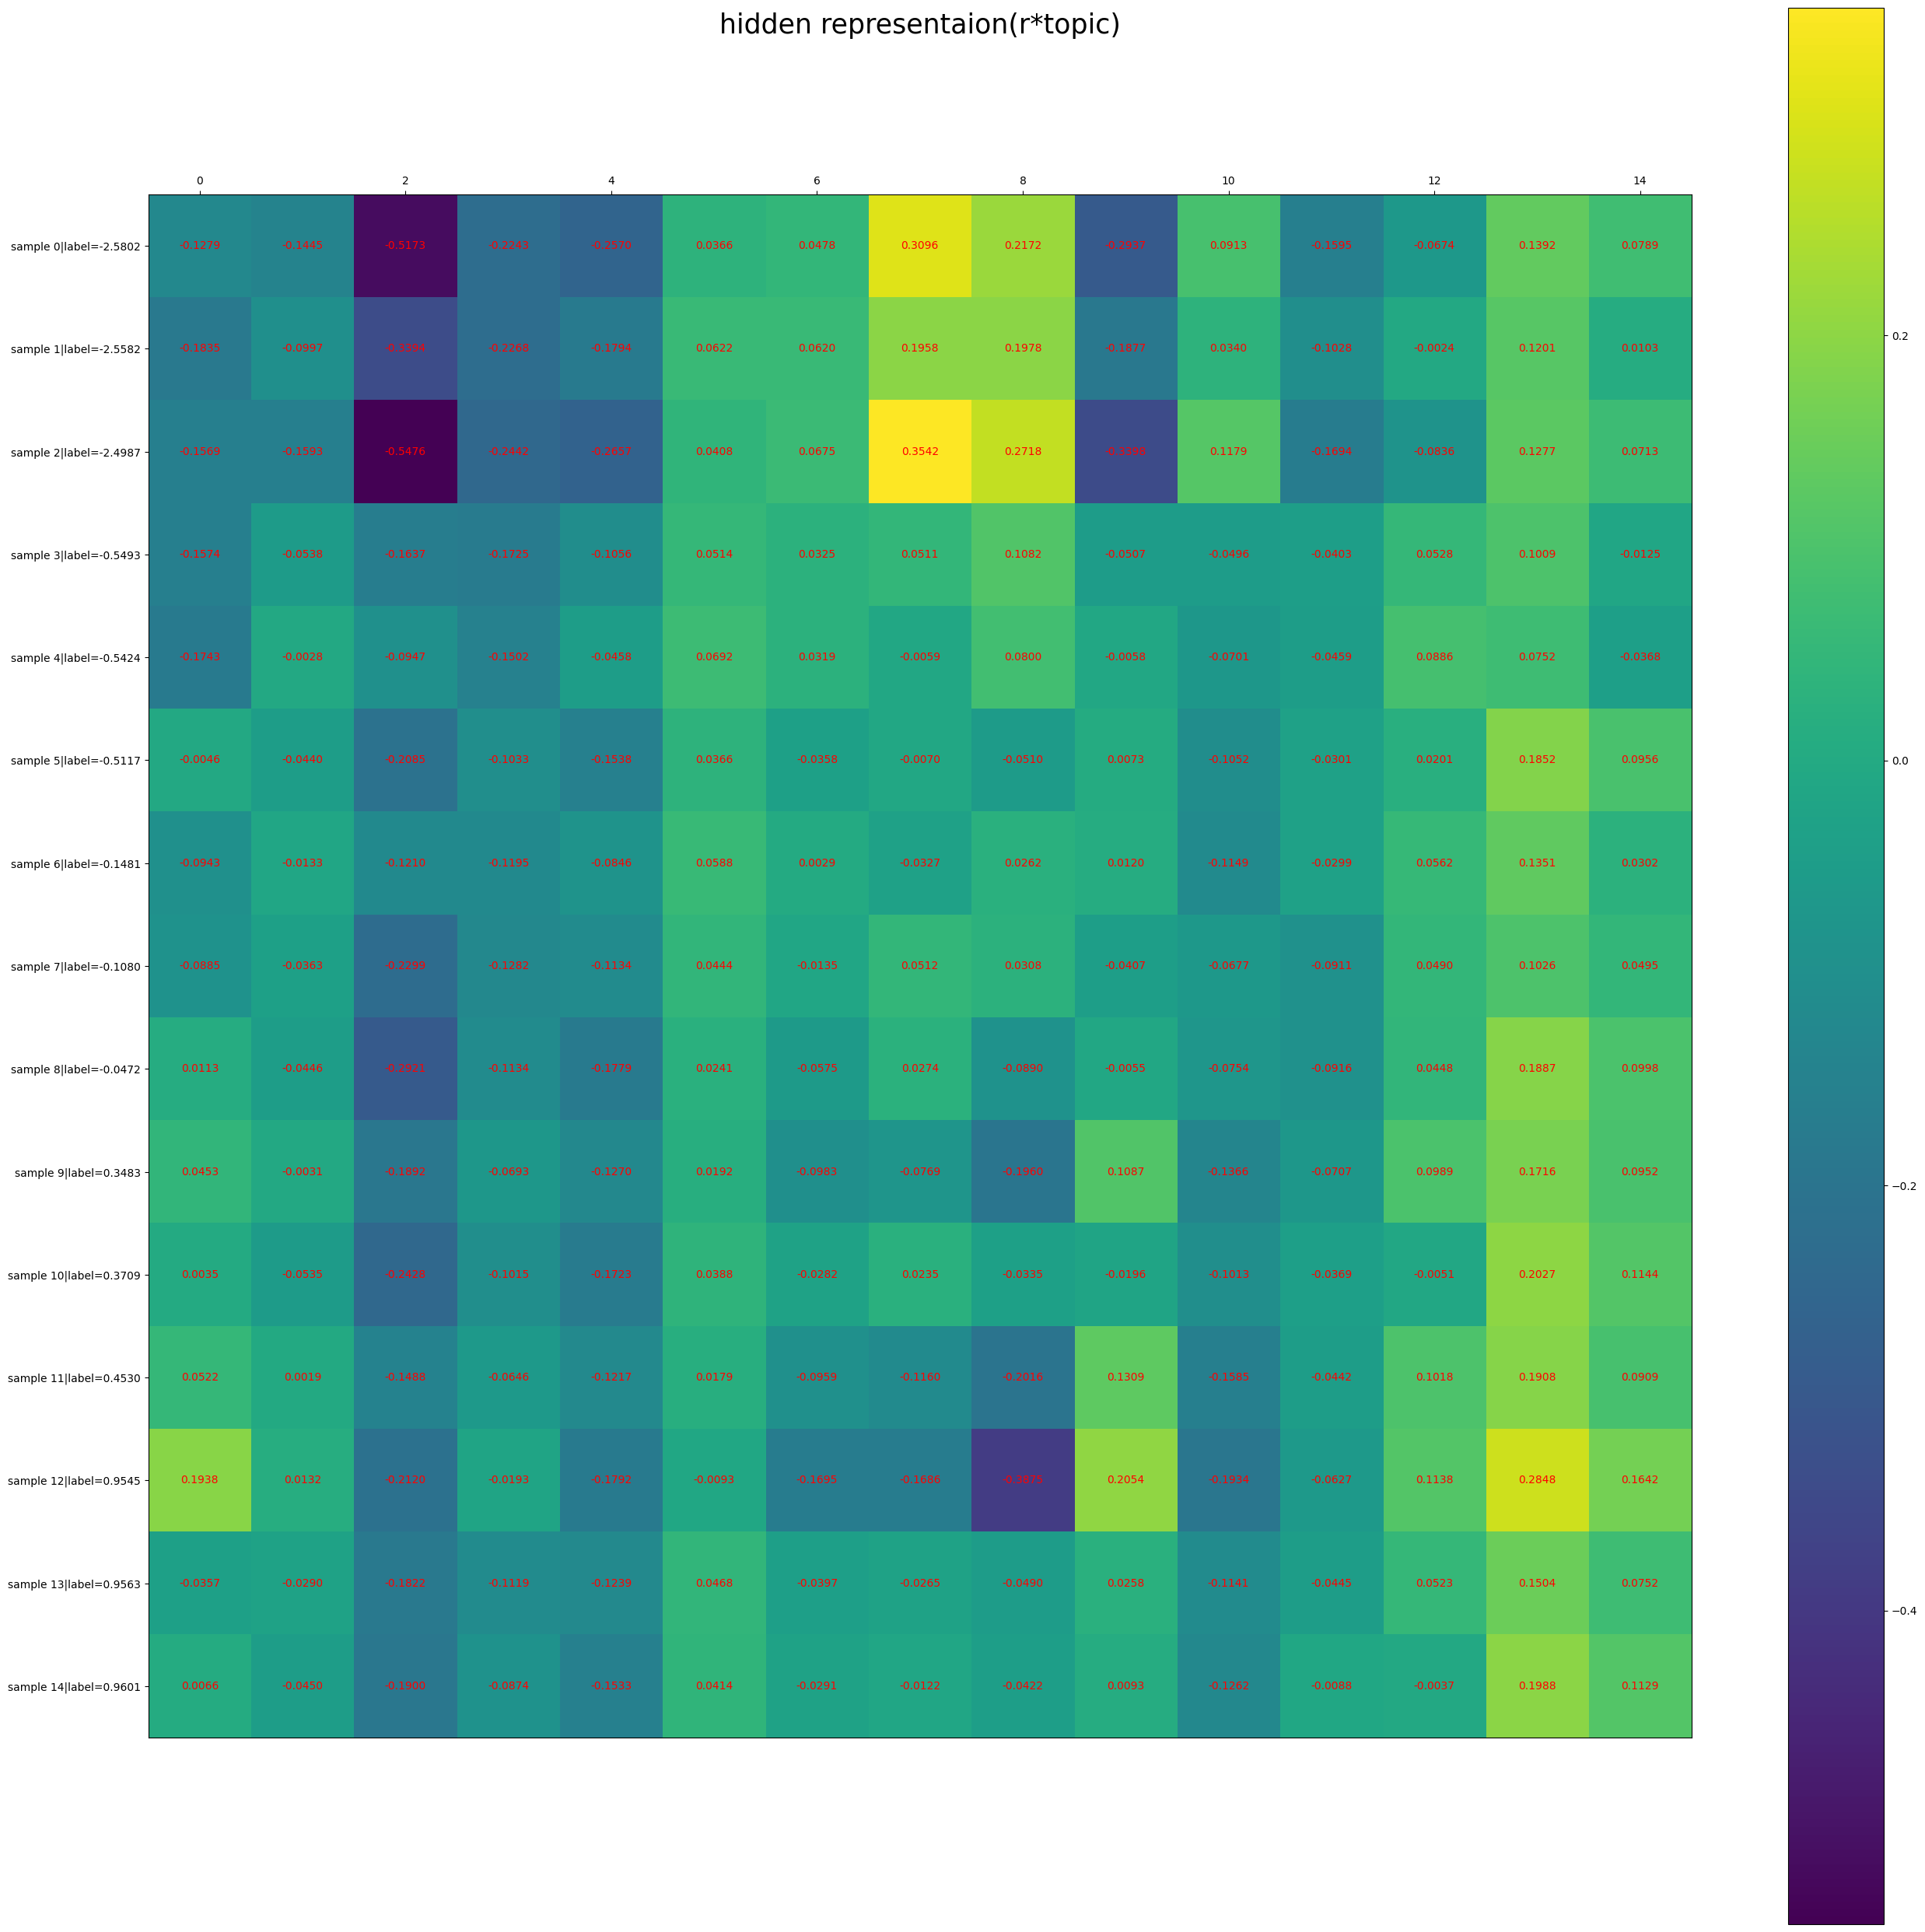 hidden representaion(r*topic)
0 2 4 6 8 10 12 14
sample 0|label=-2.5802 -0.1279 -0.1445 -0.5173 -0.2243 -0.2570 0.0366 0.0478 0.3096 0.2172 0.0913 -0.1595 -0.0674 0.1392 0.0789
sample 1|label=-2.5582 -0.1835 -0.0997 -0.2268 -0.1794 0.0622 0.0620 0.1958 0.1978 -0.1877 0.0340 -0.1028 -0.0024 0.1201 0.0103
sample 2|label=-2.4987 -0.1569 -0.1593 -0.5476 -0.2442 -0.2657 0.0408 0.0675 0.3542 0.2718 0.1179 -0.1694 -0.0836 0.1277 0.0713
sample 3|label=-0.5493 -0.1574 -0.0538 -0.1637 -0.1725 -0.1056 0.0514 0.0325 0.0511 0.1082 -0.0507 -0.0496 -0.0403 0.0528 0.1009 -0.0125
sample 4|label=-0.5424 -0.1743 -0.0028 -0.0947 -0.1502 -0.0458 0.0692 0.0319 -0.0059 0.0800 -0.0058 -0.0701 -0.0459 0.0886 0.0752 -0.0368
sample 5|label=-0.5117 -0.0046 -0.0440 -0.2085 -0.1033 -0.1538 0.0366 -0.0358 -0.0070 -0.0510 0.0073 -0.1052 -0.0301 0.0201 0.1852 0.0956
sample 6|label=-0.1481 -0.0943 -0.0133 -0.1210 -0.1195 -0.0846 0.0588 0.0029 -0.0327 0.0262 0.0120 -0.1149 -0.0299 0.0562 0.1351 0.0302
sample 7|label=-0.1080 -0.0885 -0.0363 -0.2299 -0.1282 -0.1134 0.0444 -0.0135 0.0512 0.0308 -0.0407 -0.0677 -0.0911 0.0490 0.1026 0.0495
sample 8|label=-0.0472 0.0113 -0.0446 -0.1134 -0.1779 0.0241 -0.0575 0.0274 -0.0890 -0.0055 -0.0754 -0.0916 0.0448 0.1887 0.0998
sample 9|label=0.3483 0.0453 -0.0031 -0.1892 -0.0693 -0.1270 0.0192 -0.0983 -0.0769 -0.1960 0.1087 -0.1366 -0.0707 0.0989 0.1716 0.0952
sample 10|label=0.3709 0.0035 -0.0535 -0.2428 -0.1015 -0.1723 0.0388 -0.0282 0.0235 -0.0335 -0.0196 -0.1013 -0.0369 -0.0051 0.2027 0.1144
sample 11|label=0.4530 0.0522 0.0019 -0.1488 -0.0646 -0.1217 0.0179 -0.0959 -0.1160 -0.2016 0.1309 -0.1585 -0.0442 0.1018 0.1908 0.0909
sample 12|label=0.9545 0.1938 0.0132 -0.2120 -0.0193 -0.1792 -0.0093 -0.1695 -0.1686 0.2054 -0.1934 -0.0627 0.1138 0.2848 0.1642
sample 13|label=0.9563 -0.0357 -0.0290 -0.1822 -0.1119 -0.1239 0.0468 -0.0397 -0.0265 -0.0490 0.0258 -0.1141 -0.0445 0.0523 0.1504 0.0752
sample 14|label=0.9601 0.0066 -0.0450 -0.1900 -0.0874 -0.1533 0.0414 -0.0291 -0.0122 -0.0422 0.0093 -0.1262 -0.0088 -0.0037 0.1988 0.1129
0.2
0.0
−0.2
−0.4